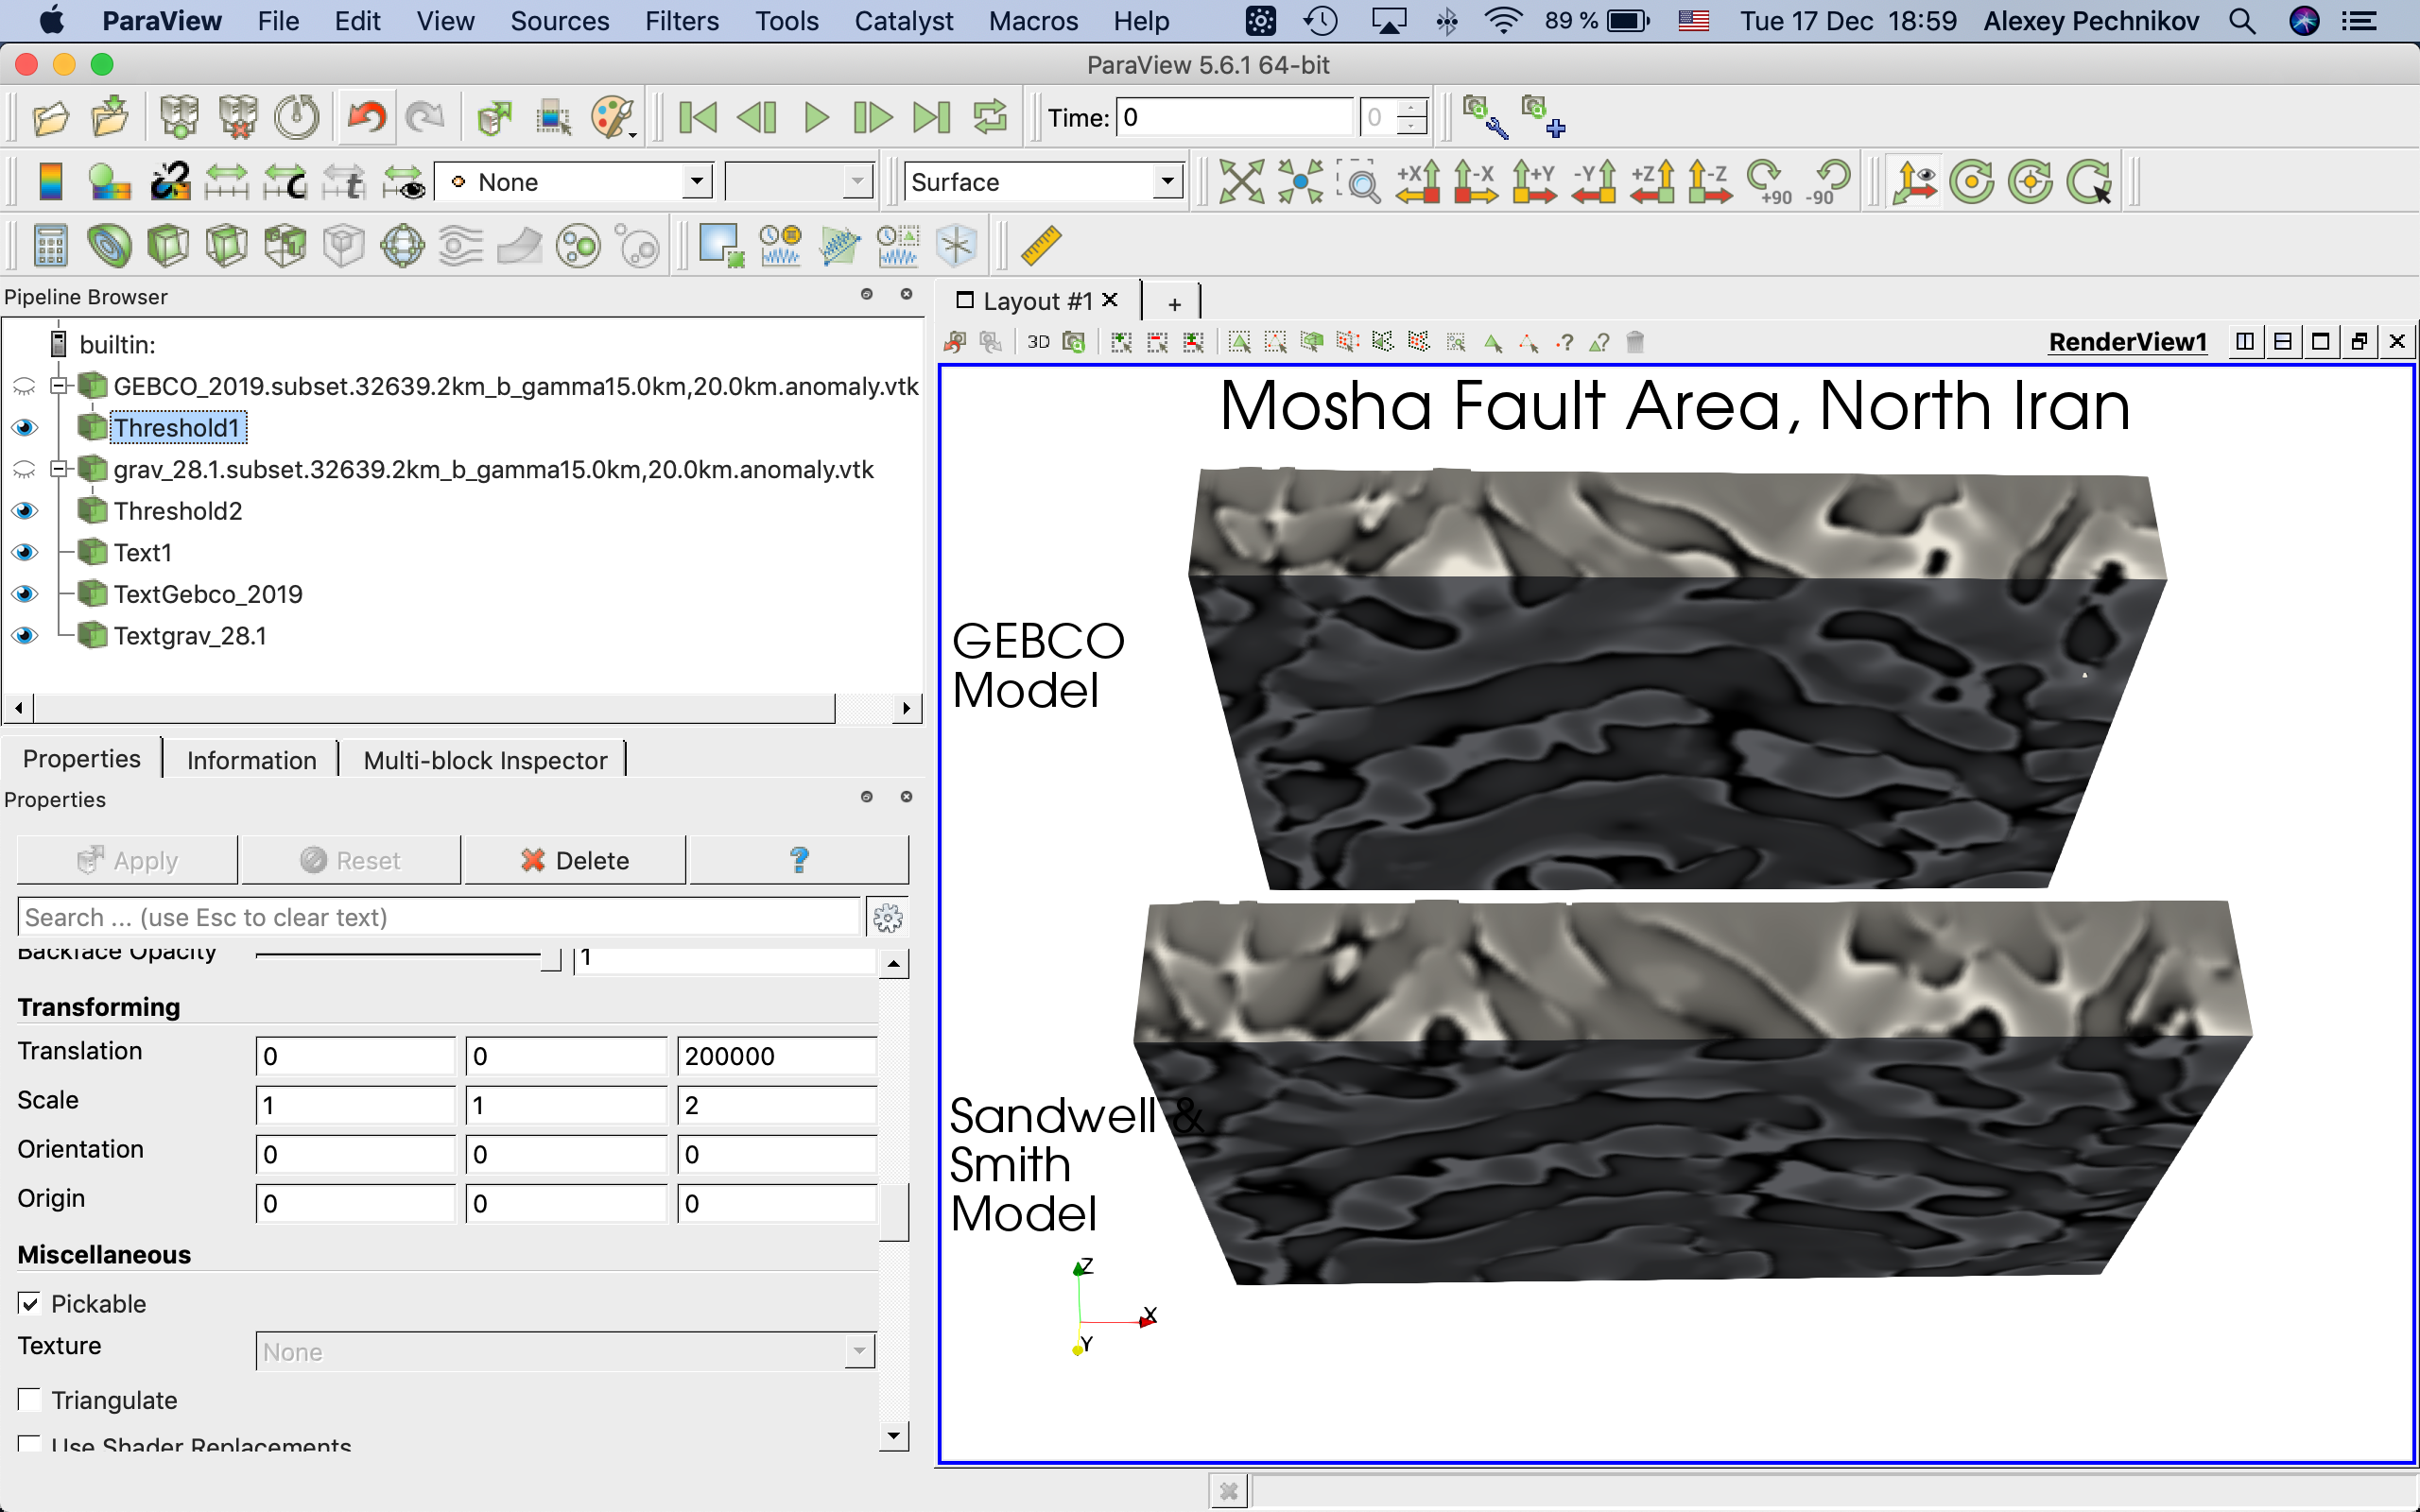 ParaView File Edit View Sources Filters Tools Catalyst Macros Help 89 % Tue 17 Dec 18:59 Alexey Pechnikov
ParaView 5.6.1 64-bit
Time: 0 0
None Surface +X -X +Y -Y +Z -Z +90 -90
Pipeline Browser
builtin:
GEBCO_2019.subset.32639.2km_b_gamma15.0km,20.0km.anomaly.vtk
Threshold1
grav_28.1.subset.32639.2km_b_gamma15.0km,20.0km.anomaly.vtk
Threshold2
Text1
TextGebco_2019
Textgrav_28.1
Properties Information Multi-block Inspector
Properties
Apply Reset Delete ?
Search ... (use Esc to clear text)
Backface Opacity 1
Transforming
Translation 0 0 200000
Scale 1 1 2
Orientation 0 0 0
Origin 0 0 0
Miscellaneous
Pickable
Texture None
Triangulate
Use Shader Replacements
Layout #1 +
3D RenderView1
Mosha Fault Area, North Iran
GEBCO
Model
Sandwell &
Smith
Model
Z
X
Y